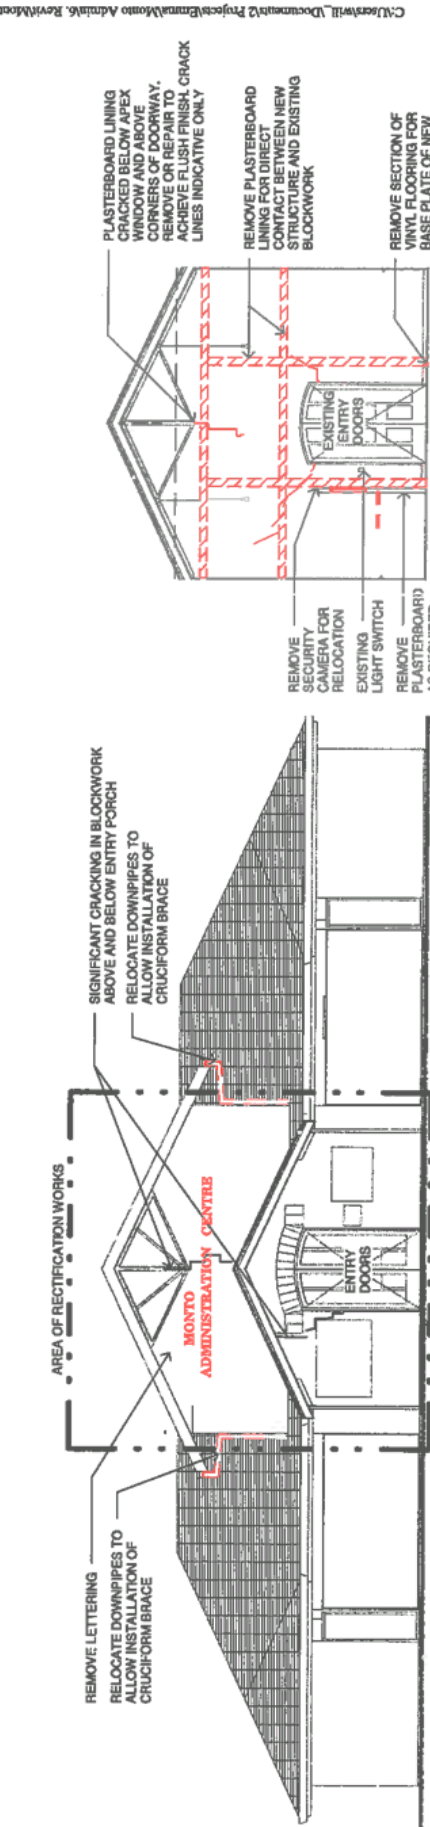 AREA OF RECTIFICATION WORKS
REMOVE LETTERING
RELOCATE DOWNPIPES TO
ALLOW INSTALLATION OF
CRUCIFORM BRACE
SIGNIFICANT CRACKING IN BLOCKWORK
ABOVE AND BELOW ENTRY PORCH
RELOCATE DOWNPIPES TO
ALLOW INSTALLATION OF
CRUCIFORM BRACE
MONTO
ADMINISTRATION CENTRE
ENTRY
DOORS
REMOVE
SECURITY
CAMERA FOR
RELOCATION
EXISTING
LIGHT SWITCH
REMOVE
PLASTERBOARD
EXISTING
ENTRY
DOORS
PLASTERBOARD LINING
CRACKED BELOW APEX
WINDOW AND ABOVE
CORNERS OF DOORWAY.
REMOVE OR REPAIR TO
ACHIEVE FLUSH FINISH. CRACK
LINES INDICATIVE ONLY
REMOVE PLASTERBOARD
LINING FOR DIRECT
CONTACT BETWEEN NEW
STRUCTURE AND EXISTING
BLOCKWORK
REMOVE SECTION OF
VINYL FLOORING FOR
BASE PLATE OF NEW
C:\Users\will_\Documents\2 Projects\Emma\Monto Admin\6. Revit\Mont